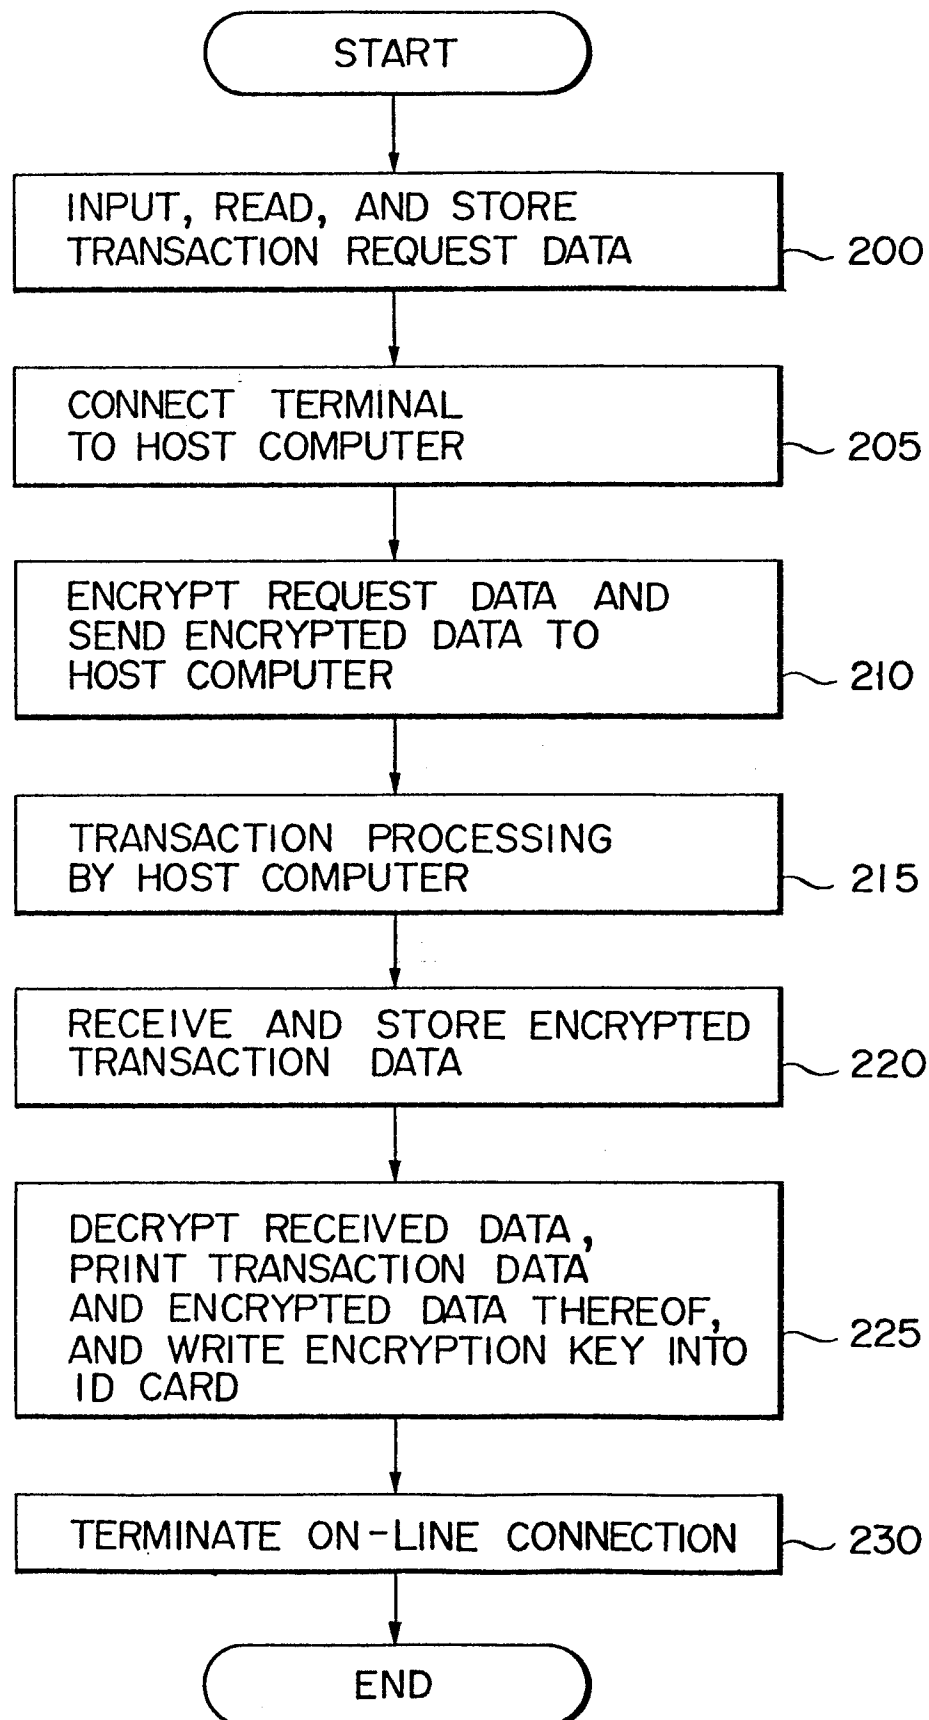 START
INPUT, READ, AND STORE
TRANSACTION REQUEST DATA
200
CONNECT TERMINAL
TO HOST COMPUTER
205
ENCRYPT REQUEST DATA AND
SEND ENCRYPTED DATA TO
HOST COMPUTER
210
TRANSACTION PROCESSING
BY HOST COMPUTER
215
RECEIVE AND STORE ENCRYPTED
TRANSACTION DATA
220
DECRYPT RECEIVED DATA,
PRINT TRANSACTION DATA
AND ENCRYPTED DATA THEREOF,
AND WRITE ENCRYPTION KEY INTO
ID CARD
225
TERMINATE ON-LINE CONNECTION
230
END